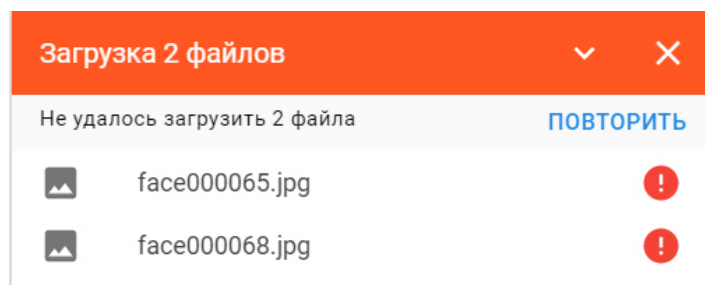 Загрузка 2 файлов
Не удалось загрузить 2 файла ПОВТОРИТЬ
face000065.jpg
face000068.jpg